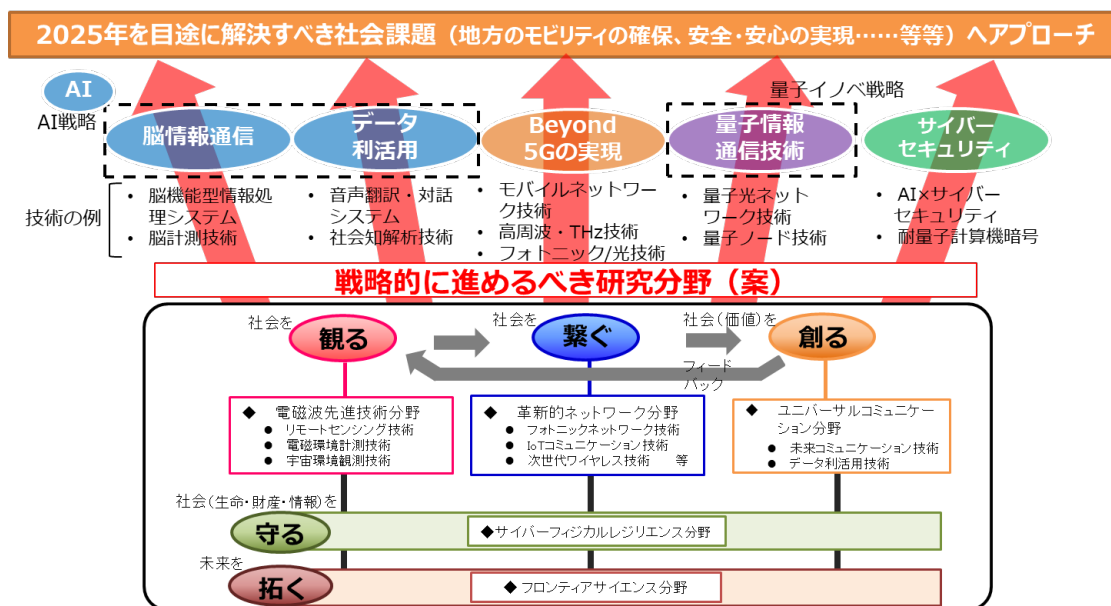 2025年を目途に解決すべき社会課題（地方のモビリティの確保、安全・安心の実現……等等）へアプローチ
AI
AI戦略
量子イノベ戦略
脳情報通信
データ
利活用
Beyond
5Gの実現
量子情報
通信技術
サイバー
セキュリティ
技術の例
• 脳機能型情報処
理システム
• 脳計測技術
• 音声翻訳・対話
システム
• 社会知解析技術
• モバイルネットワー
ク技術
• 高周波・THz技術
• フォトニック/光技術
• 量子光ネット
ワーク技術
• 量子ノード技術
• AI×サイバー
セキュリティ
• 耐量子計算機暗号
戦略的に進めるべき研究分野（案）
社会を
観る
社会を
繋ぐ
社会（価値）を
創る
フィード
バック
◆ 電磁波先進技術分野
● リモートセンシング技術
● 電磁環境計測技術
● 宇宙環境観測技術
◆ 革新的ネットワーク分野
● フォトニックネットワーク技術
● IoTコミュニケーション技術
● 次世代ワイヤレス技術 等
◆ ユニバーサルコミュニケー
ション分野
● 未来コミュニケーション技術
● データ利活用技術
社会（生命・財産・情報）を
守る
◆サイバーフィジカルレジリエンス分野
未来を
拓く
◆ フロンティアサイエンス分野